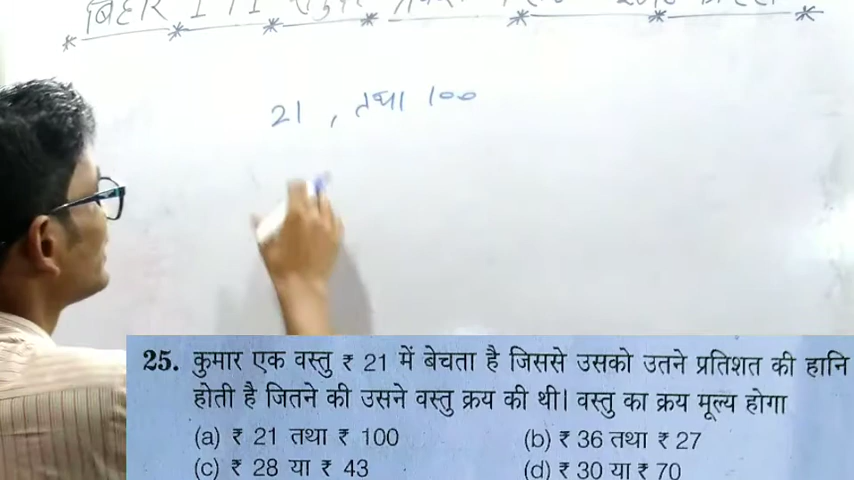 बिहार ITI
21 , तथा 100
25. कुमार एक वस्तु ₹ 21 में बेचता है जिससे उसको उतने प्रतिशत की हानि
होती है जितने की उसने वस्तु क्रय की थी। वस्तु का क्रय मूल्य होगा
(a) ₹ 21 तथा ₹ 100 (b) ₹ 36 तथा ₹ 27
(c) ₹ 28 या ₹ 43 (d) ₹ 30 या ₹ 70